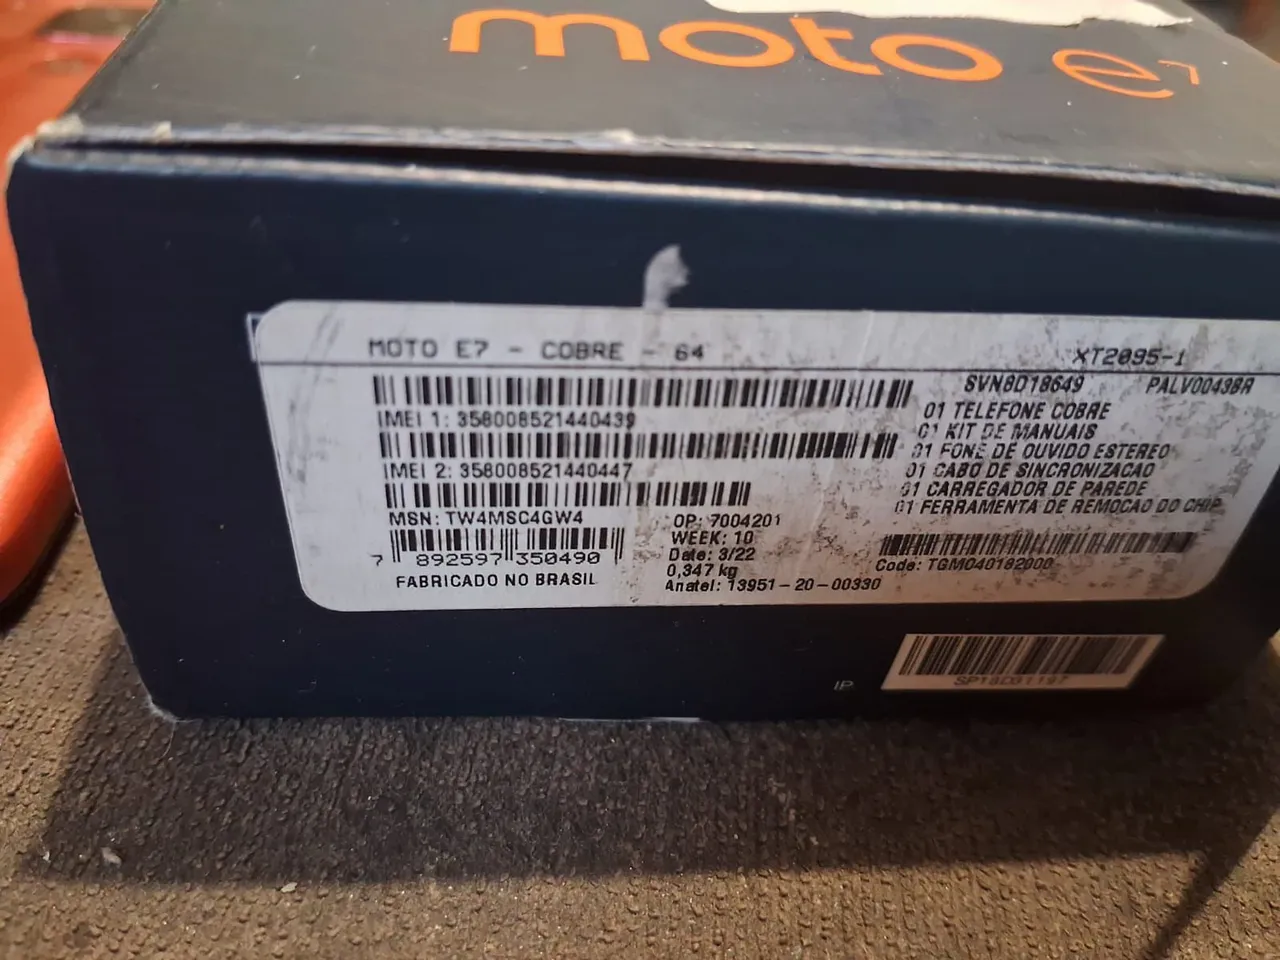 moto e7
MOTO E7 - COBRE - 64
XT2095-1
SVN8D18649 PALV0043BR
IMEI 1: 358008521440439
IMEI 2: 358008521440447
MSN: TW4MSC4GW4
7 892597 350490
FABRICADO NO BRASIL
OP: 7004201
WEEK: 10
Date: 3/22
0,347 kg
Anatel: 13951-20-00330
01 TELEFONE COBRE
01 KIT DE MANUAIS
01 FONE DE OUVIDO ESTEREO
01 CABO DE SINCRONIZACAO
01 CARREGADOR DE PAREDE
01 FERRAMENTA DE REMOCAO DO CHIP
Code: TGM040182000
IP